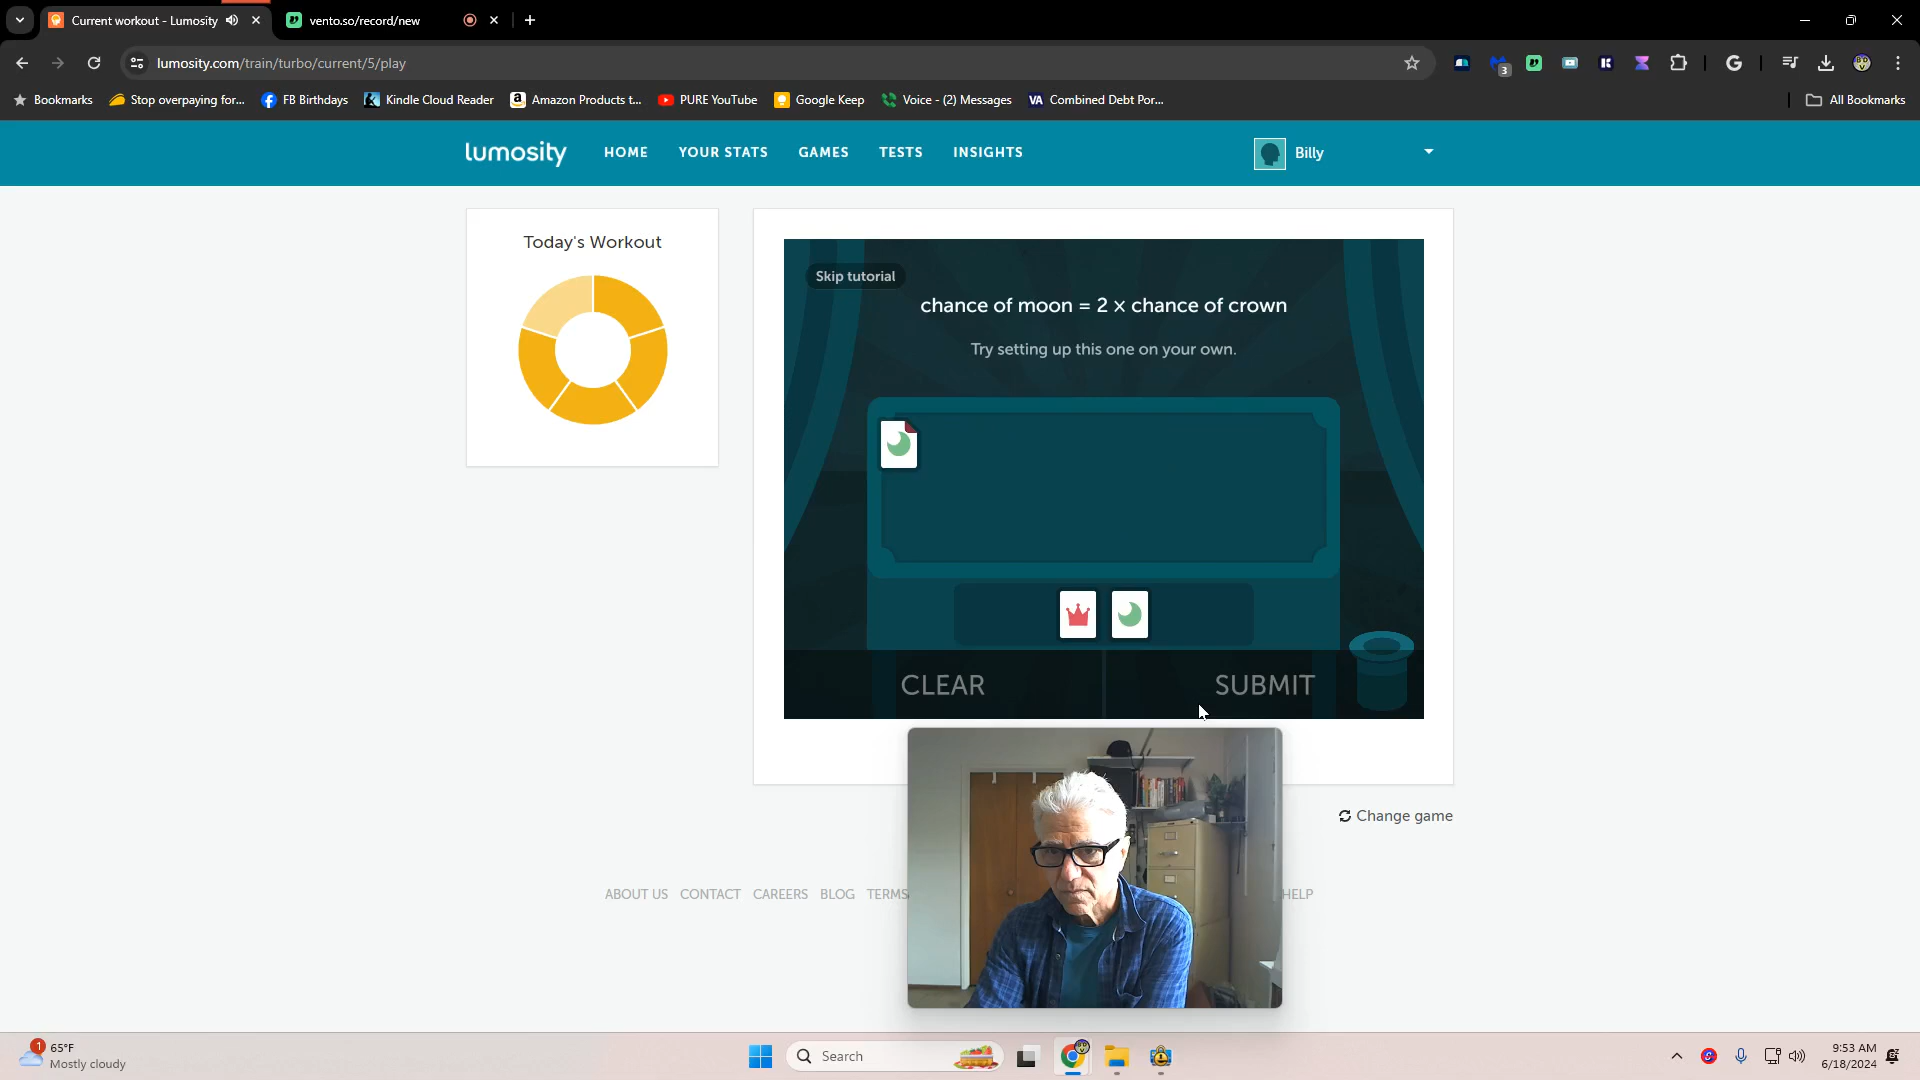 Current workout - Lumosity
vento.so/record/new
lumosity.com/train/turbo/current/5/play
3
Bookmarks
Stop overpaying for...
FB Birthdays
Kindle Cloud Reader
Amazon Products t...
PURE YouTube
Google Keep
Voice - (2) Messages
VA Combined Debt Por...
All Bookmarks
lumosity
HOME
YOUR STATS
GAMES
TESTS
INSIGHTS
Billy
Today's Workout
Skip tutorial
chance of moon = 2 x chance of crown
Try setting up this one on your own.
CLEAR
SUBMIT
Change game
ABOUT US
CONTACT
CAREERS
BLOG
TERMS
HELP
1
65°F
Mostly cloudy
Search
9:53 AM
6/18/2024